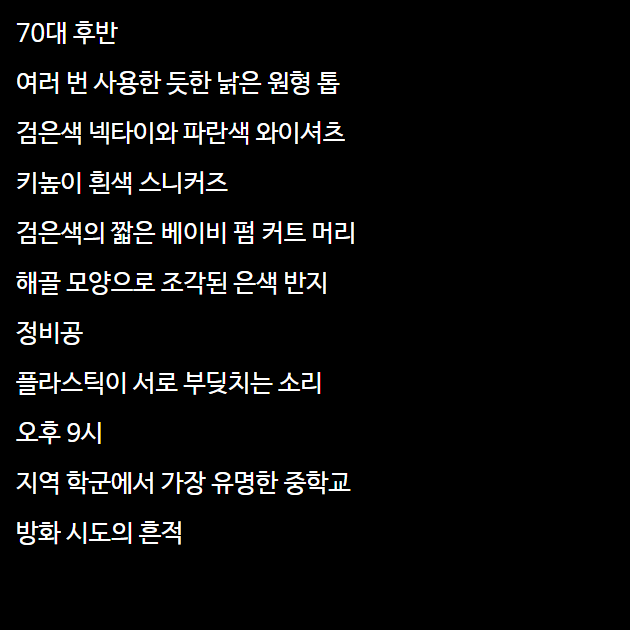 70대 후반
여러 번 사용한 듯한 낡은 원형 톱
검은색 넥타이와 파란색 와이셔츠
키높이 흰색 스니커즈
검은색의 짧은 베이비 펌 커트 머리
해골 모양으로 조각된 은색 반지
정비공
플라스틱이 서로 부딪치는 소리
오후 9시
지역 학군에서 가장 유명한 중학교
방화 시도의 흔적